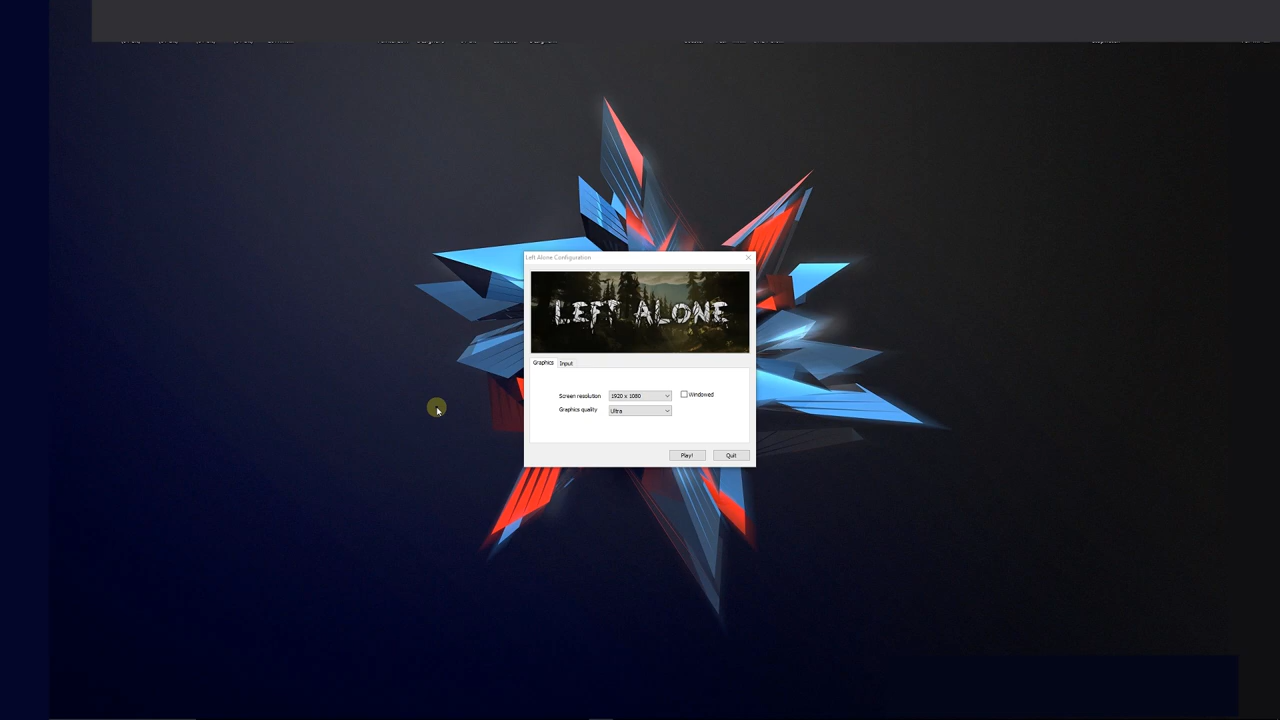 Left Alone Configuration
LEFT ALONE
Graphics Input
Screen resolution 1920 x 1080 Windowed
Graphics quality Ultra
Play! Quit